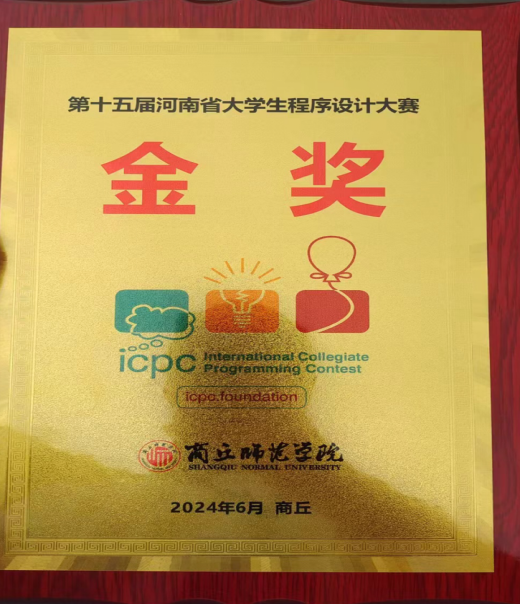 第十五届河南省大学生程序设计大赛
金 奖
icpc International Collegiate
Programming Contest
icpc.foundation
商丘师范学院
SHANGQIU NORMAL UNIVERSITY
2024年6月 商丘